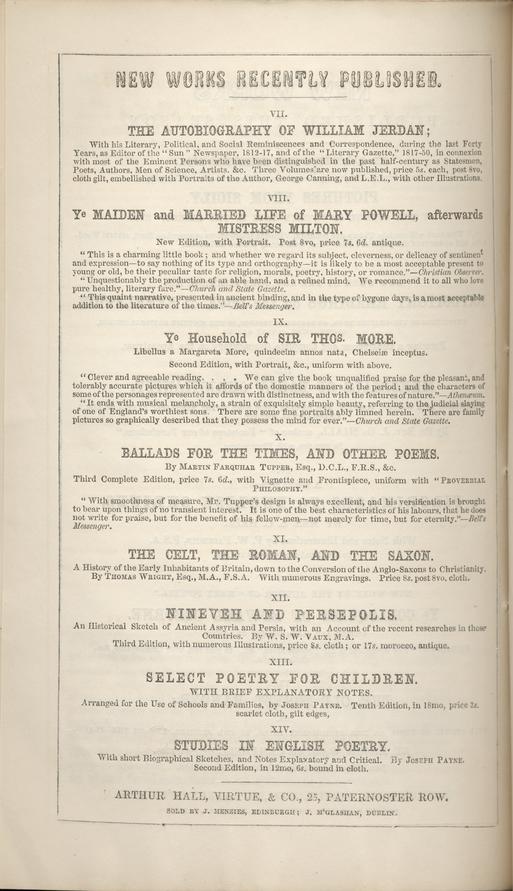 NEW WORKS RECENTLY PUBLISHED.
VII.
THE AUTOBIOGRAPHY OF WILLIAM JERDAN;
With his Literary, Political, and Social Reminiscences and Correspondence, during the last Forty
Years, as Editor of the "Sun" Newspaper, 1812-17, and of the "Literary Gazette," 1817-50, in connexion
with most of the Eminent Persons who have been distinguished in the past half-century as Statesmen,
Poets, Authors, Men of Science, Artists, &c. Three Volumes are now published, price 5s. each, post 8vo,
cloth gilt, embellished with Portraits of the Author, George Canning, and L.E.L., with other Illustrations.
VIII.
Ye MAIDEN and MARRIED LIFE of MARY POWELL, afterwards
MISTRESS MILTON.
New Edition, with Portrait. Post 8vo, price 7s. 6d. antique.
"This is a charming little book; and whether we regard its subject, cleverness, or delicacy of sentiment
and expression—to say nothing of its type and orthography—it is likely to be a most acceptable present to
young or old, be their peculiar taste for religion, morals, poetry, history, or romance."—Christian Observer.
"Unquestionably the production of an able hand, and a refined mind. We recommend it to all who love
pure healthy, literary fare."—Church and State Gazette.
"This quaint narrative, presented in ancient binding, and in the type of bygone days, is a most acceptable
addition to the literature of the times."—Bell's Messenger.
IX.
Ye Household of SIR THOS. MORE.
Libellus a Margareta More, quindecim annos nata, Chelseiæ inceptus.
Second Edition, with Portrait, &c., uniform with above.
"Clever and agreeable reading. . . . We can give the book unqualified praise for the pleasant, and
tolerably accurate pictures which it affords of the domestic manners of the period; and the characters of
some of the personages represented are drawn with distinctness, and with the features of nature."—Athenæum.
"It ends with musical melancholy, a strain of exquisitely simple beauty, referring to the judicial slaying
of one of England's worthiest sons. There are some fine portraits ably limned herein. There are family
pictures so graphically described that they possess the mind for ever."—Church and State Gazette.
X.
BALLADS FOR THE TIMES, AND OTHER POEMS.
By MARTIN FARQUHAR TUPPER, Esq., D.C.L., F.R.S., &c.
Third Complete Edition, price 7s. 6d., with Vignette and Frontispiece, uniform with "PROVERBIAL
PHILOSOPHY."
"With smoothness of measure, Mr. Tupper's design is always excellent, and his versification is brought
to bear upon things of no transient interest. It is one of the best characteristics of his labours, that he does
not write for praise, but for the benefit of his fellow-men—not merely for time, but for eternity."—Bell's
Messenger.
XI.
THE CELT, THE ROMAN, AND THE SAXON.
A History of the Early Inhabitants of Britain, down to the Conversion of the Anglo-Saxons to Christianity.
By THOMAS WRIGHT, Esq., M.A., F.S.A. With numerous Engravings. Price 8s. post 8vo, cloth.
XII.
NINEVEH AND PERSEPOLIS.
An Historical Sketch of Ancient Assyria and Persia, with an Account of the recent researches in those
Countries. By W. S. W. VAUX, M.A.
Third Edition, with numerous Illustrations, price 8s. cloth; or 17s. morocco, antique.
XIII.
SELECT POETRY FOR CHILDREN.
WITH BRIEF EXPLANATORY NOTES.
Arranged for the Use of Schools and Families, by JOSEPH PAYNE. Tenth Edition, in 18mo, price 3s.
scarlet cloth, gilt edges,
XIV.
STUDIES IN ENGLISH POETRY.
With short Biographical Sketches, and Notes Explanatory and Critical. By JOSEPH PAYNE.
Second Edition, in 12mo, 6s. bound in cloth.
ARTHUR HALL, VIRTUE, & CO., 25, PATERNOSTER ROW.
SOLD BY J. MENZIES, EDINBURGH; J. M'GLASHAN, DUBLIN.